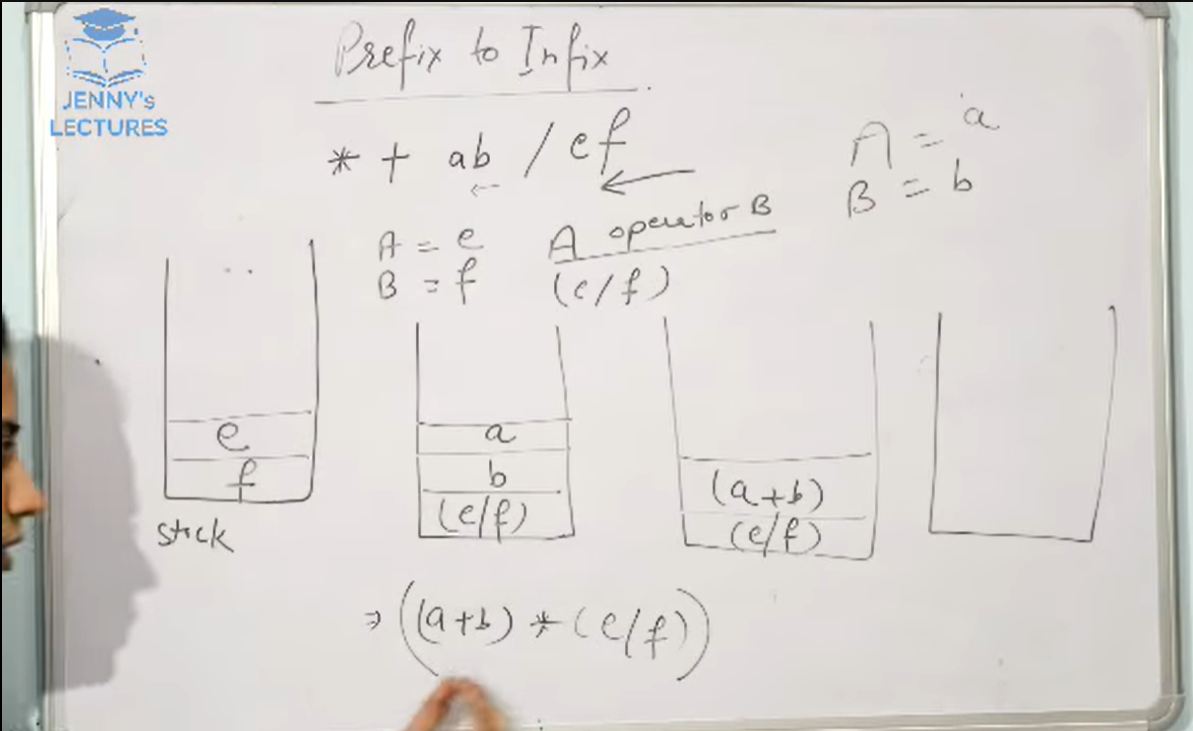 JENNY's
LECTURES
Prefix to Infix
* + ab / ef
A = a
B = b
A = e
B = f
A operator B
(e/f)
e
f
stack
a
b
(e/f)
(a+b)
(e/f)
⇒ ((a+b) * (e/f))